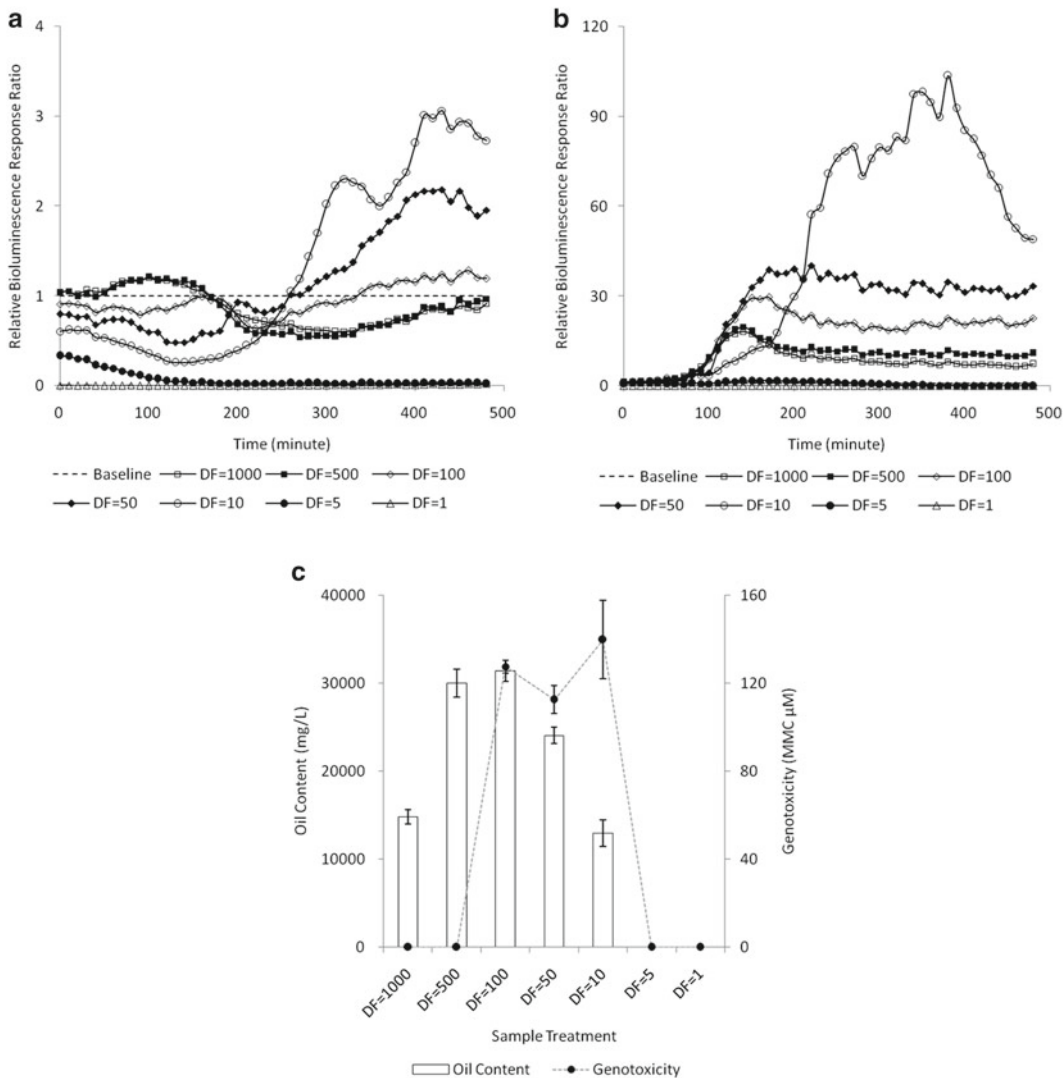 a
Relative Bioluminescence Response Ratio
4
3
2
1
0
0 100 200 300 400 500
Time (minute)
Baseline DF=1000 DF=500 DF=100
DF=50 DF=10 DF=5 DF=1
b
Relative Bioluminescence Response Ratio
120
90
60
30
0
0 100 200 300 400 500
Time (minute)
Baseline DF=1000 DF=500 DF=100
DF=50 DF=10 DF=5 DF=1
c
Oil Content (mg/L)
40000
30000
20000
10000
0
160
120
80
40
0
Genotoxicity (MMC µM)
DF=1000 DF=500 DF=100 DF=50 DF=10 DF=5 DF=1
Sample Treatment
Oil Content Genotoxicity